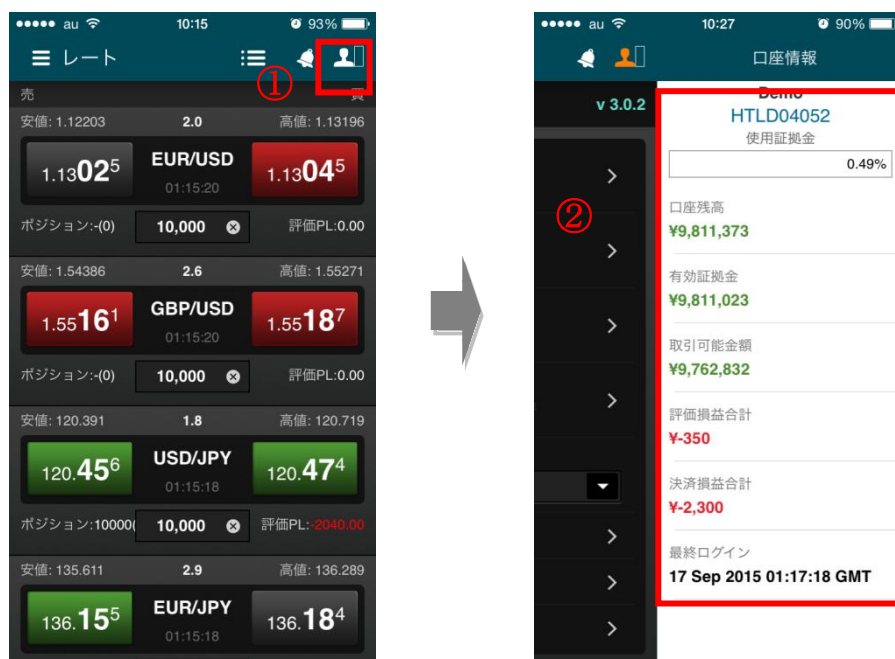 au 10:15 93%
レート
①
売 買
安値: 1.12203 2.0 高値: 1.13196
1.13025 EUR/USD 1.13045
01:15:20
ポジション:-(0) 10,000 評価PL:0.00
安値: 1.54386 2.6 高値: 1.55271
1.55161 GBP/USD 1.55187
01:15:20
ポジション:-(0) 10,000 評価PL:0.00
安値: 120.391 1.8 高値: 120.719
120.456 USD/JPY 120.474
01:15:18
ポジション:10000( 10,000 評価PL:-2040.00
安値: 135.611 2.9 高値: 136.289
136.155 EUR/JPY 136.184
01:15:18
au 10:27 90%
口座情報
v 3.0.2
②
Demo
HTLD04052
使用証拠金
0.49%
口座残高
¥9,811,373
有効証拠金
¥9,811,023
取引可能金額
¥9,762,832
評価損益合計
¥-350
決済損益合計
¥-2,300
最終ログイン
17 Sep 2015 01:17:18 GMT